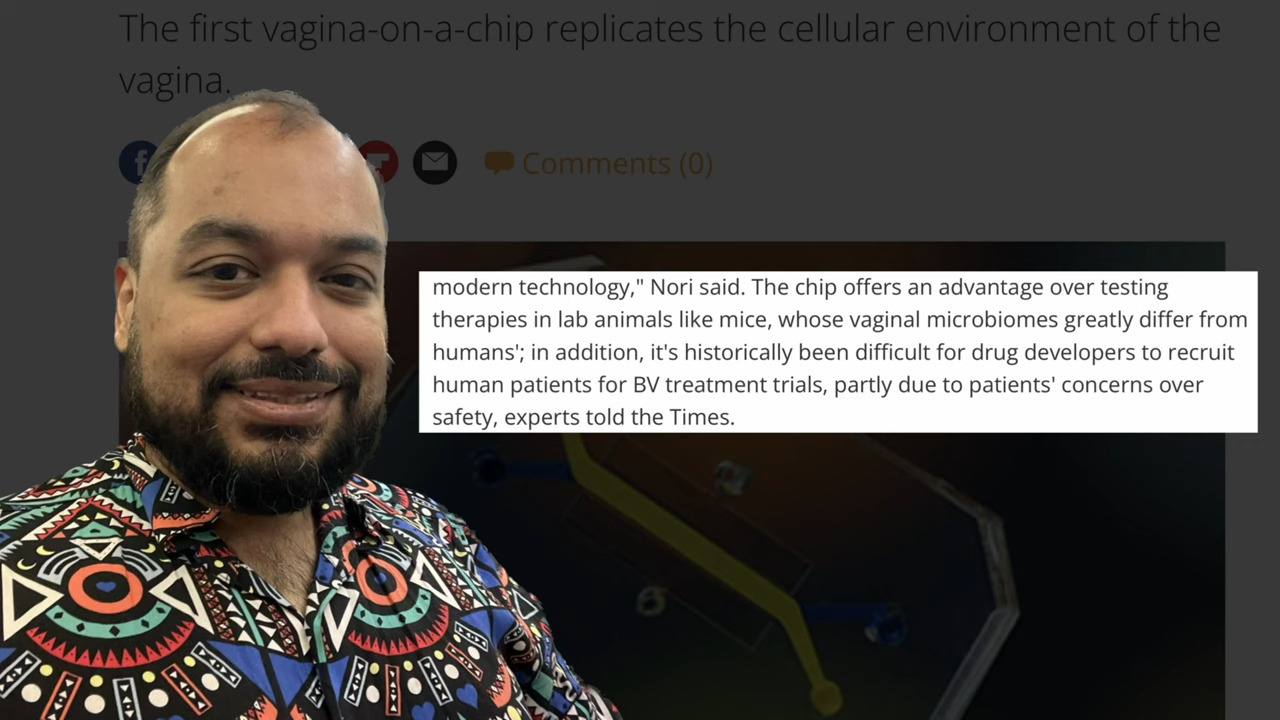 The first vagina-on-a-chip replicates the cellular environment of the
vagina.
Comments (0)
modern technology," Nori said. The chip offers an advantage over testing
therapies in lab animals like mice, whose vaginal microbiomes greatly differ from
humans'; in addition, it's historically been difficult for drug developers to recruit
human patients for BV treatment trials, partly due to patients' concerns over
safety, experts told the Times.